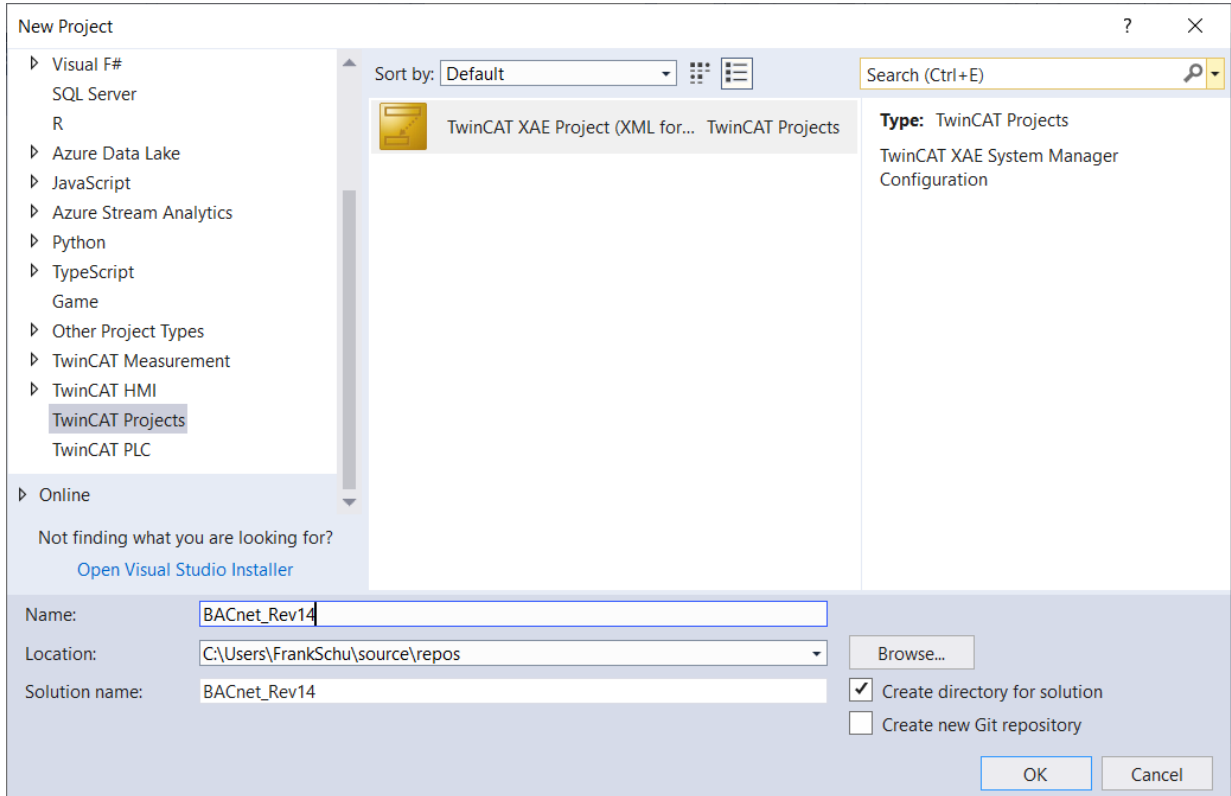 New Project
?
Visual F#
SQL Server
R
Azure Data Lake
JavaScript
Azure Stream Analytics
Python
TypeScript
Game
Other Project Types
TwinCAT Measurement
TwinCAT HMI
TwinCAT Projects
TwinCAT PLC
Online
Not finding what you are looking for?
Open Visual Studio Installer
Sort by: Default
Search (Ctrl+E)
TwinCAT XAE Project (XML for... TwinCAT Projects
Type: TwinCAT Projects
TwinCAT XAE System Manager
Configuration
Name: BACnet_Rev14
Location: C:\Users\FrankSchu\source\repos
Browse...
Solution name: BACnet_Rev14
Create directory for solution
Create new Git repository
OK Cancel